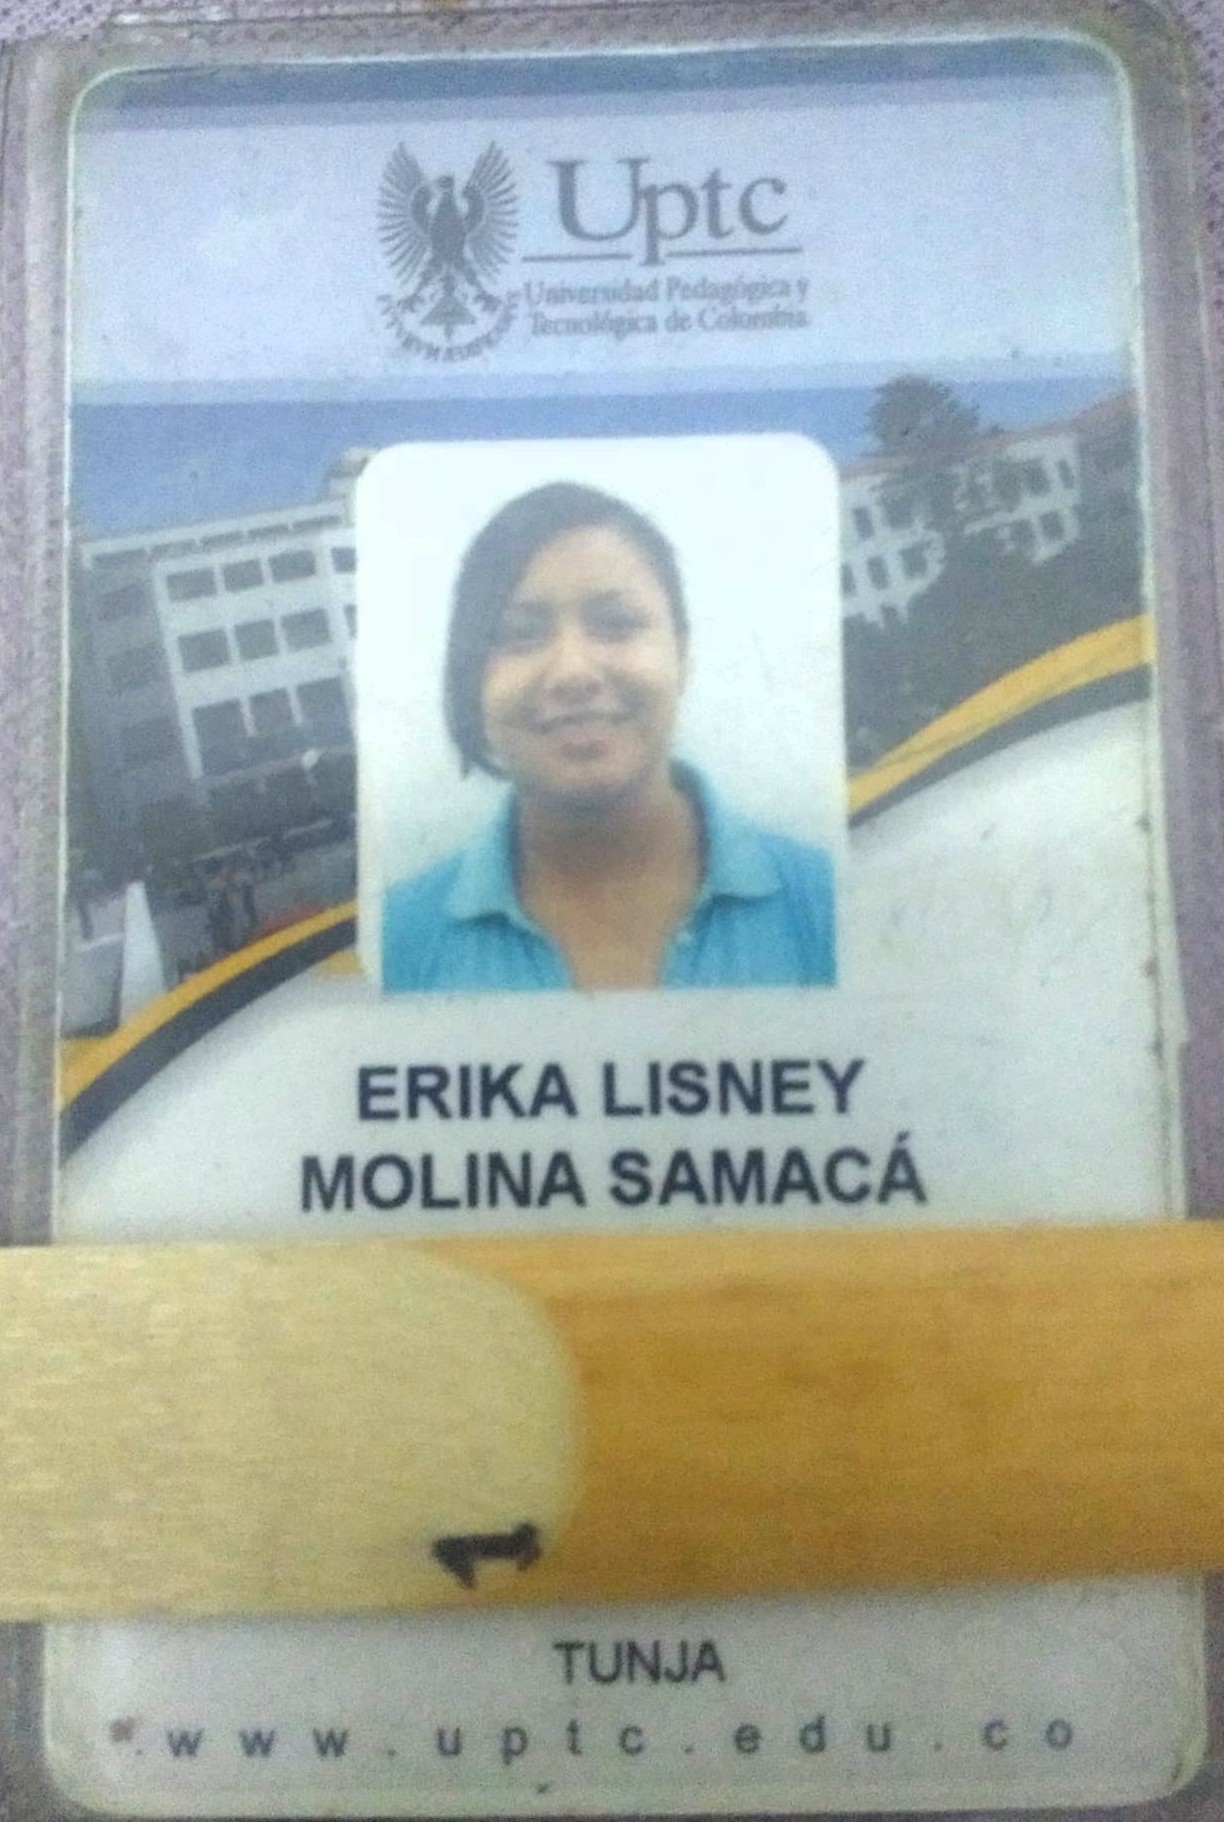 Uptc
Universidad Pedagógica y
Tecnológica de Colombia
ERIKA LISNEY
MOLINA SAMACÁ
1
TUNJA
www.uptc.edu.co